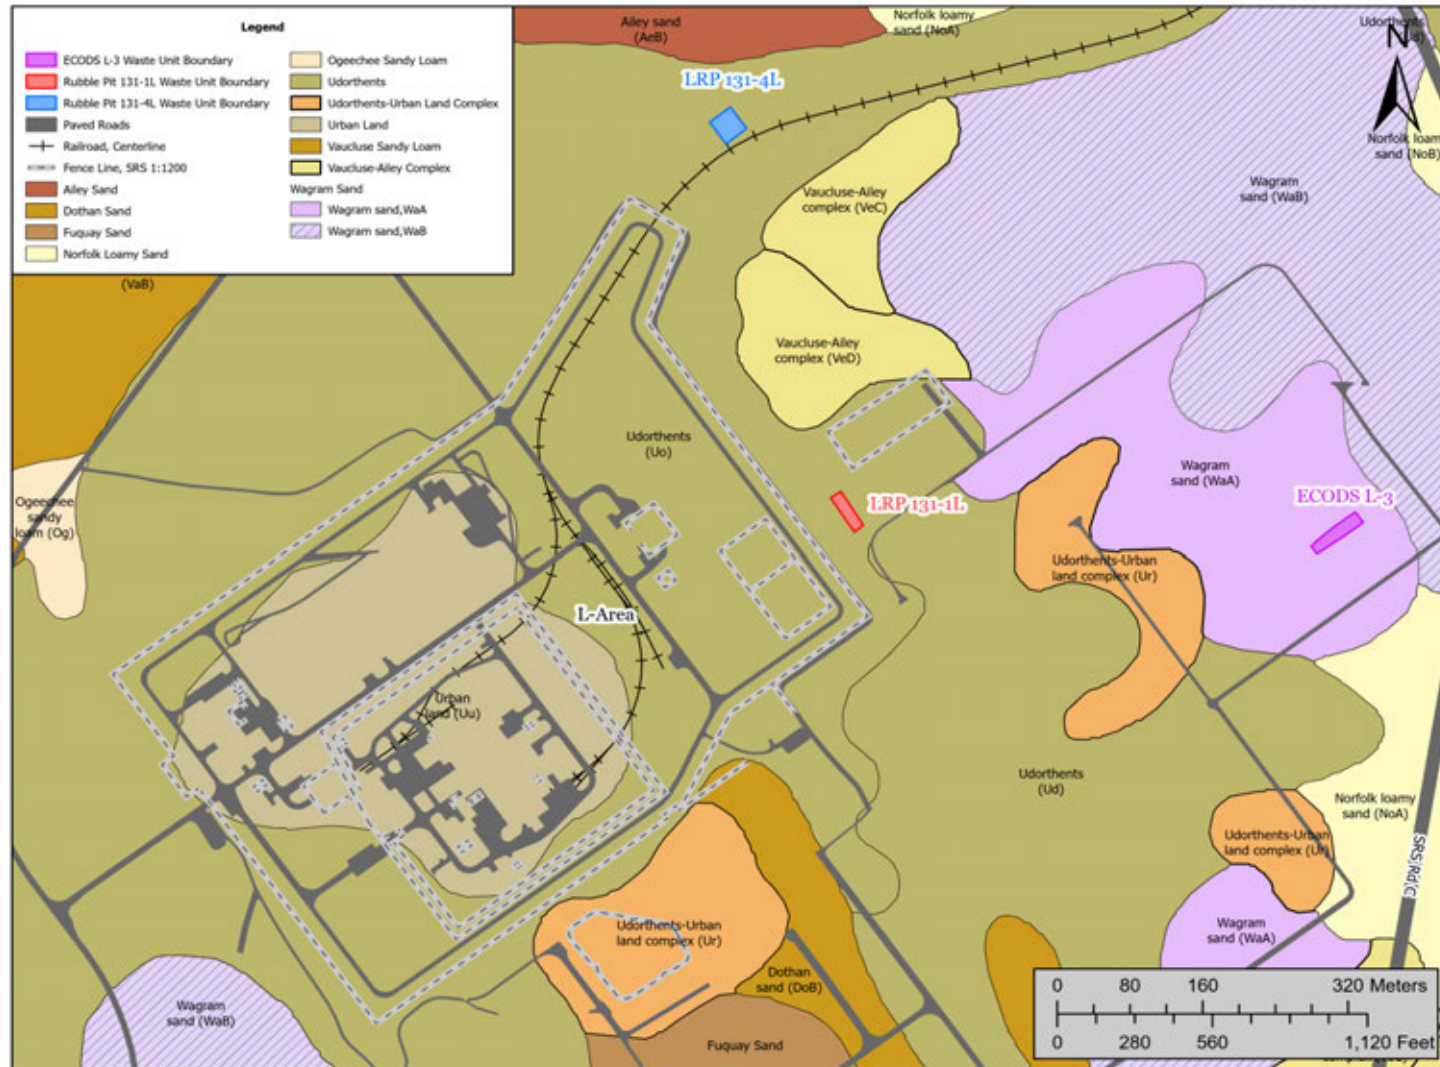 Legend
ECODS L-3 Waste Unit Boundary
Rubble Pit 131-1L Waste Unit Boundary
Rubble Pit 131-4L Waste Unit Boundary
Paved Roads
Railroad, Centerline
Fence Line, SRS 1:1200
Ailey Sand
Dothan Sand
Fuquay Sand
Norfolk Loamy Sand
Ogeechee Sandy Loam
Udorthents
Udorthents-Urban Land Complex
Urban Land
Vaucluse Sandy Loam
Vaucluse-Ailey Complex
Wagram Sand
Wagram sand,WaA
Wagram sand,WaB
Ailey sand
(AeB)
Norfolk loamy
sand (NoA)
Udorthents
N
LRP 131-4L
Norfolk loamy
sand (NoB)
Wagram
sand (WaB)
Vaucluse-Ailey
complex (VeC)
(VaB)
Vaucluse-Ailey
complex (VeD)
Udorthents
(Uo)
Wagram
sand (WaA)
ECODS L-3
LRP 131-1L
Ogeechee
sandy
loam (Og)
Udorthents-Urban
land complex (Ur)
L-Area
Urban
land (Uu)
Udorthents
(Ud)
Norfolk loamy
sand (NoA)
Udorthents-Urban
land complex (Ur)
SRS Rd C
Udorthents-Urban
land complex (Ur)
Wagram
sand (WaA)
Dothan
sand (DoB)
Wagram
sand (WaB)
Fuquay Sand
0 80 160 320 Meters
0 280 560 1,120 Feet